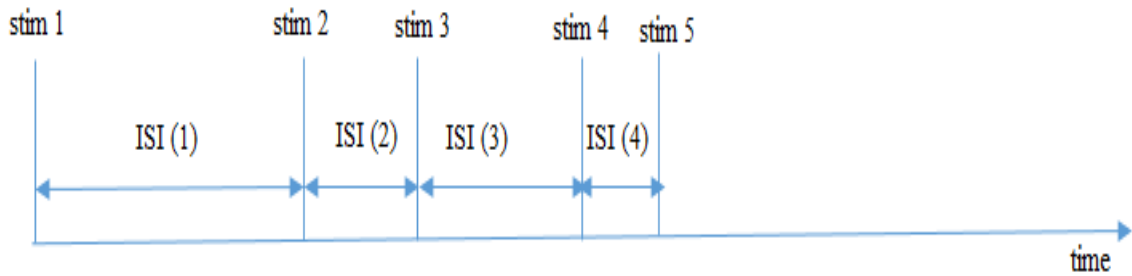 stim 1 stim 2 stim 3 stim 4 stim 5
ISI (1) ISI (2) ISI (3) ISI (4)
time